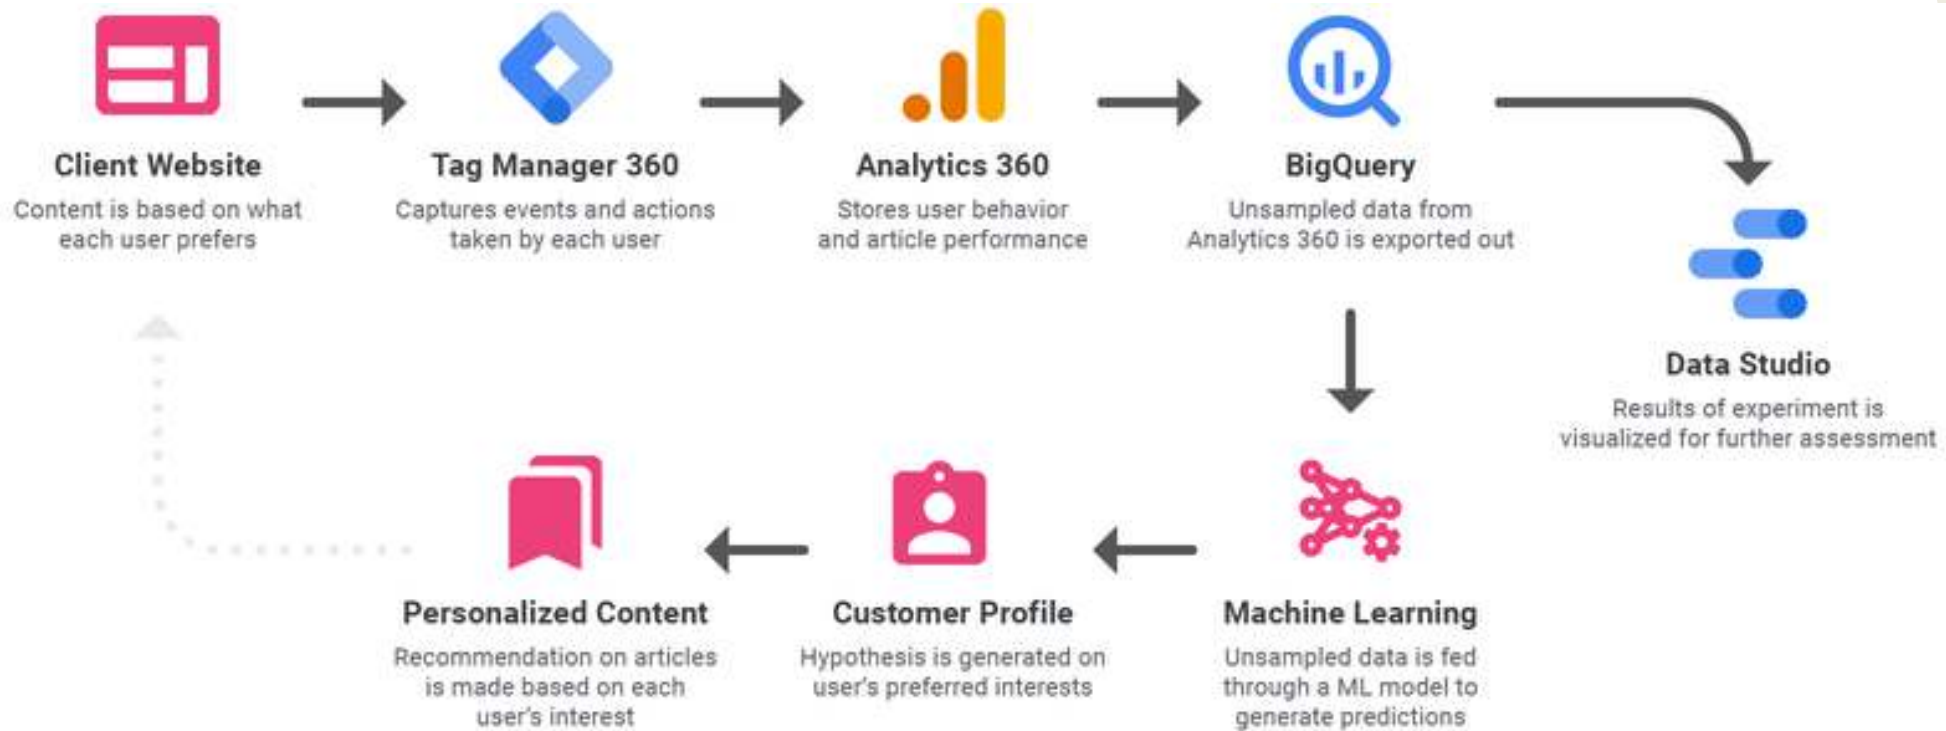 Client Website
Content is based on what
each user prefers
Tag Manager 360
Captures events and actions
taken by each user
Analytics 360
Stores user behavior
and article performance
BigQuery
Unsampled data from
Analytics 360 is exported out
Data Studio
Results of experiment is
visualized for further assessment
Machine Learning
Unsampled data is fed
through a ML model to
generate predictions
Customer Profile
Hypothesis is generated on
user's preferred interests
Personalized Content
Recommendation on articles
is made based on each
user's interest